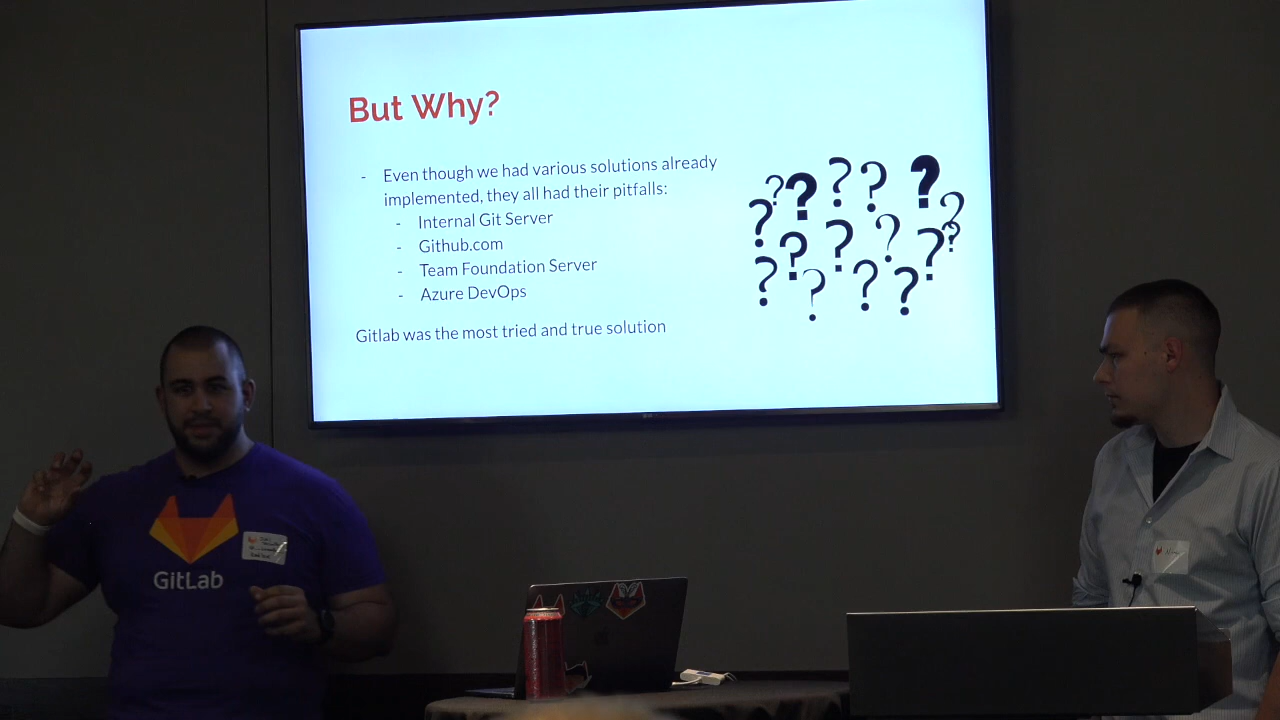 But Why?
- Even though we had various solutions already
implemented, they all had their pitfalls:
- Internal Git Server
- Github.com
- Team Foundation Server
- Azure DevOps
Gitlab was the most tried and true solution
GitLab